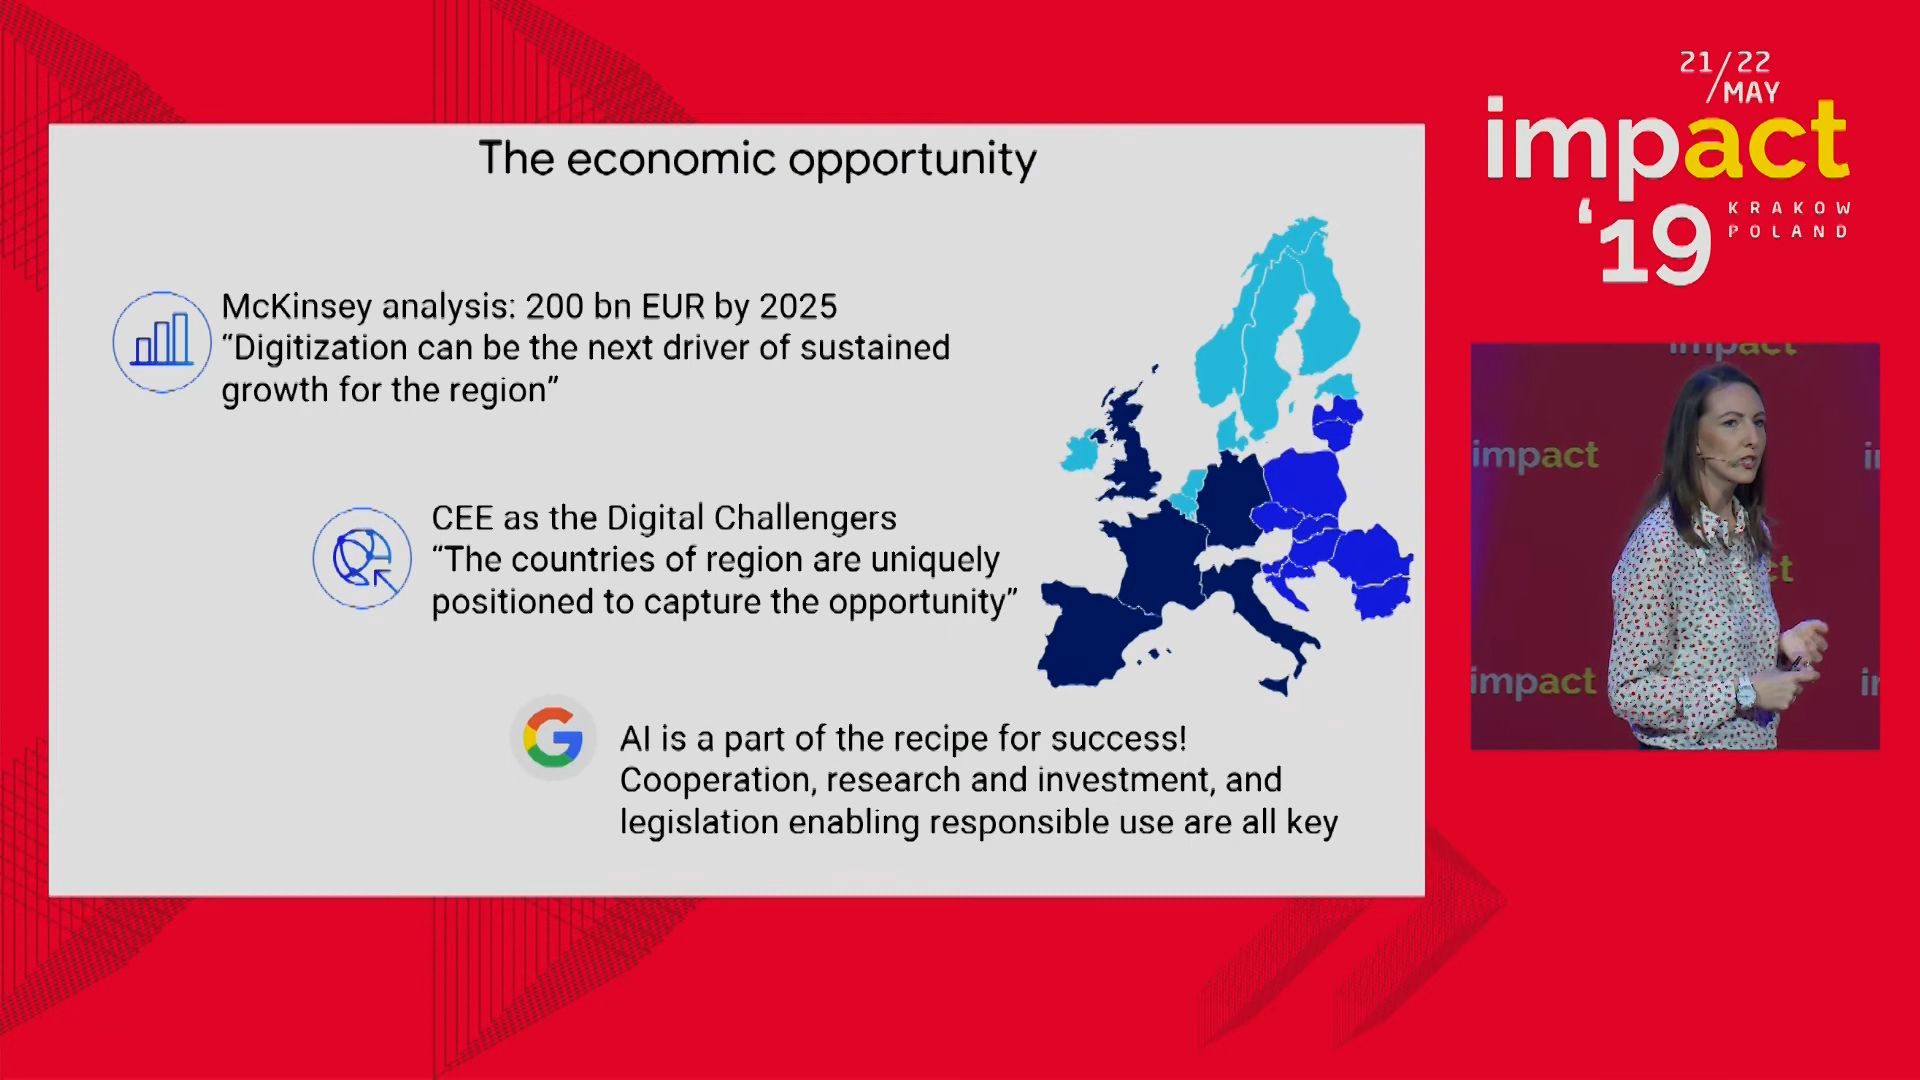 21/22
MAY
impact
'19
KRAKOW
POLAND
The economic opportunity
McKinsey analysis: 200 bn EUR by 2025
“Digitization can be the next driver of sustained
growth for the region”
CEE as the Digital Challengers
“The countries of region are uniquely
positioned to capture the opportunity”
G
AI is a part of the recipe for success!
Cooperation, research and investment, and
legislation enabling responsible use are all key
impact
impact
impact